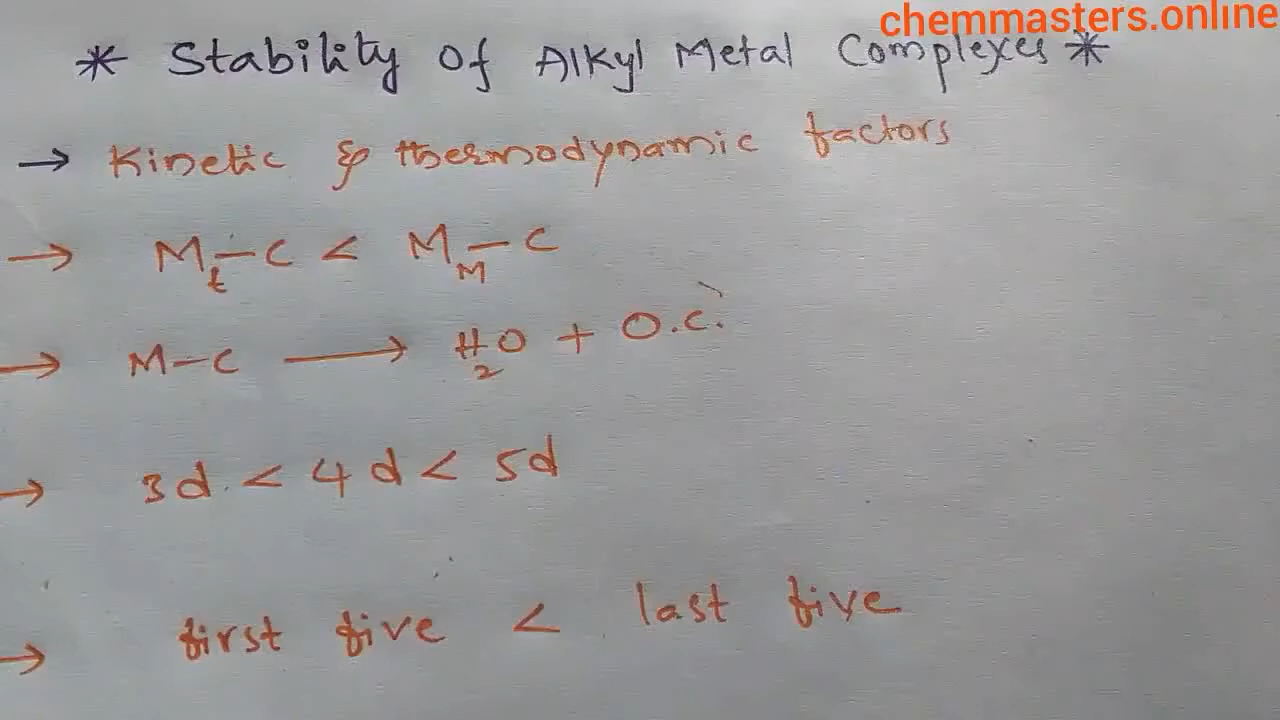 chemmasters.online
* Stability Of Alkyl Metal Complexes *
→ Kinetic & thermodynamic factors
→ Mt—C < MM—C
→ M—C ⟶ H2O + O.C.
→ 3d < 4d < 5d
→ first five < last five